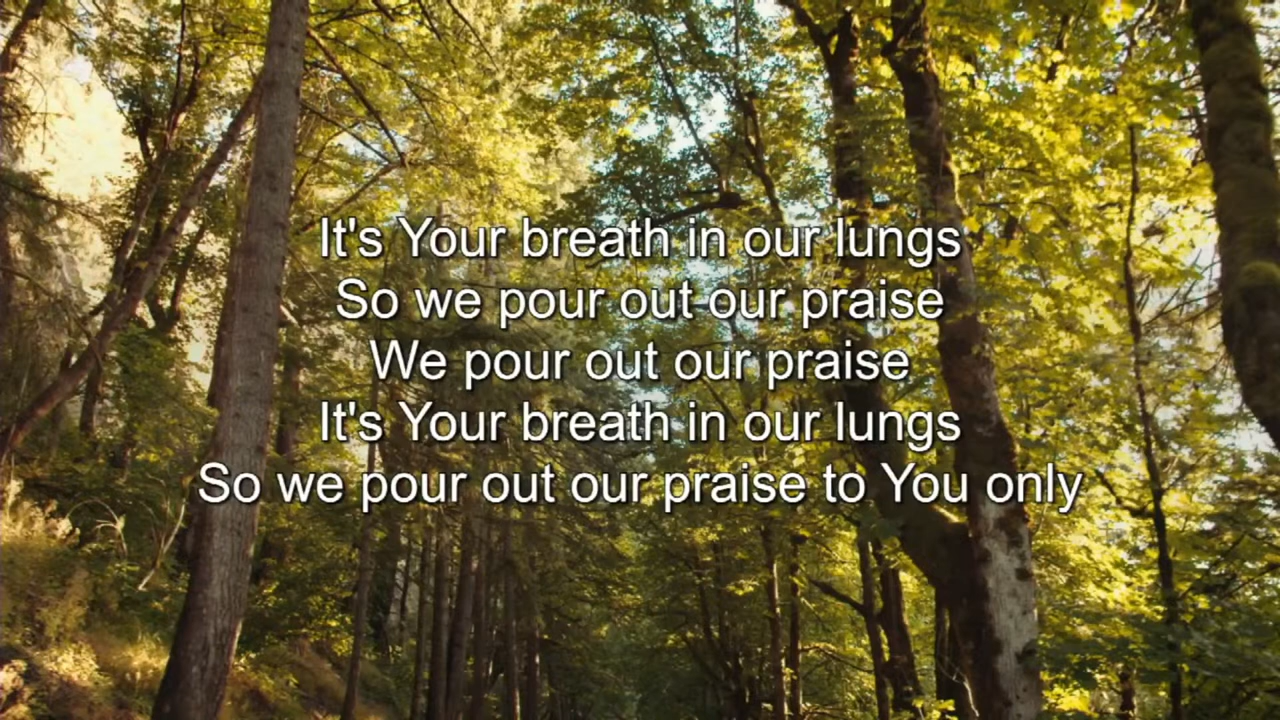 It's Your breath in our lungs
So we pour out our praise
We pour out our praise
It's Your breath in our lungs
So we pour out our praise to You only